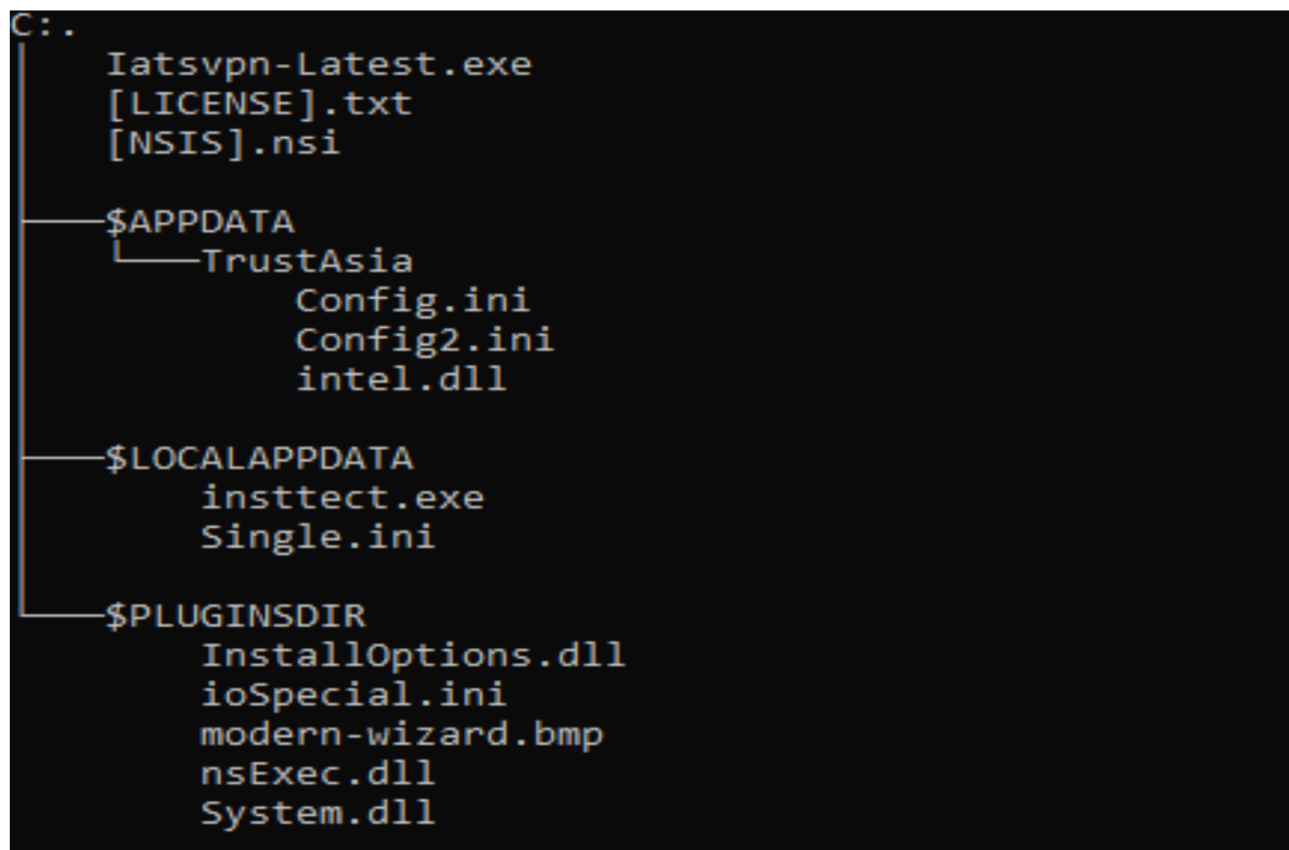 C:.
Iatsvpn-Latest.exe
[LICENSE].txt
[NSIS].nsi
$APPDATA
TrustAsia
Config.ini
Config2.ini
intel.dll
$LOCALAPPDATA
insttect.exe
Single.ini
$PLUGINSDIR
InstallOptions.dll
ioSpecial.ini
modern-wizard.bmp
nsExec.dll
System.dll